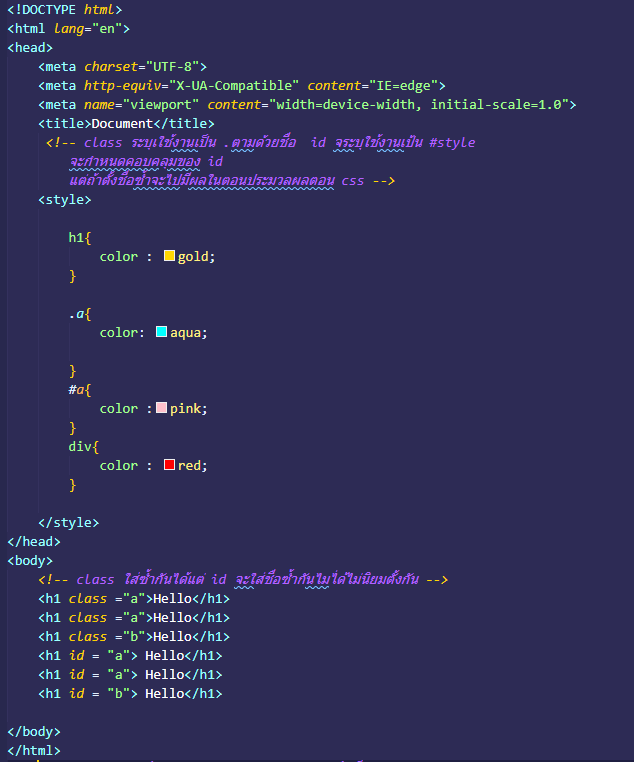 <!DOCTYPE html>
<html lang="en">
<head>
<meta charset="UTF-8">
<meta http-equiv="X-UA-Compatible" content="IE=edge">
<meta name="viewport" content="width=device-width, initial-scale=1.0">
<title>Document</title>
<!-- class ระบุเใช้งานเป็น .ตามด้วยชื่อ id จระบุใช้งานเป้น #style
จะกำหนดคอบคลุมของ id
แต่ถ้าตั้งชื่อซ้ำจะไปมีผลในตอนประมวลผลตอน css -->
<style>
h1{
color : gold;
}
.a{
color: aqua;
}
#a{
color : pink;
}
div{
color : red;
}
</style>
</head>
<body>
<!-- class ใส่ซ้ำกันได้แต่ id จะใส่ชื่อซ้ำกันไมไ่ด้ไม่นิยมตั้งกัน -->
<h1 class ="a">Hello</h1>
<h1 class ="a">Hello</h1>
<h1 class ="b">Hello</h1>
<h1 id = "a"> Hello</h1>
<h1 id = "a"> Hello</h1>
<h1 id = "b"> Hello</h1>
</body>
</html>